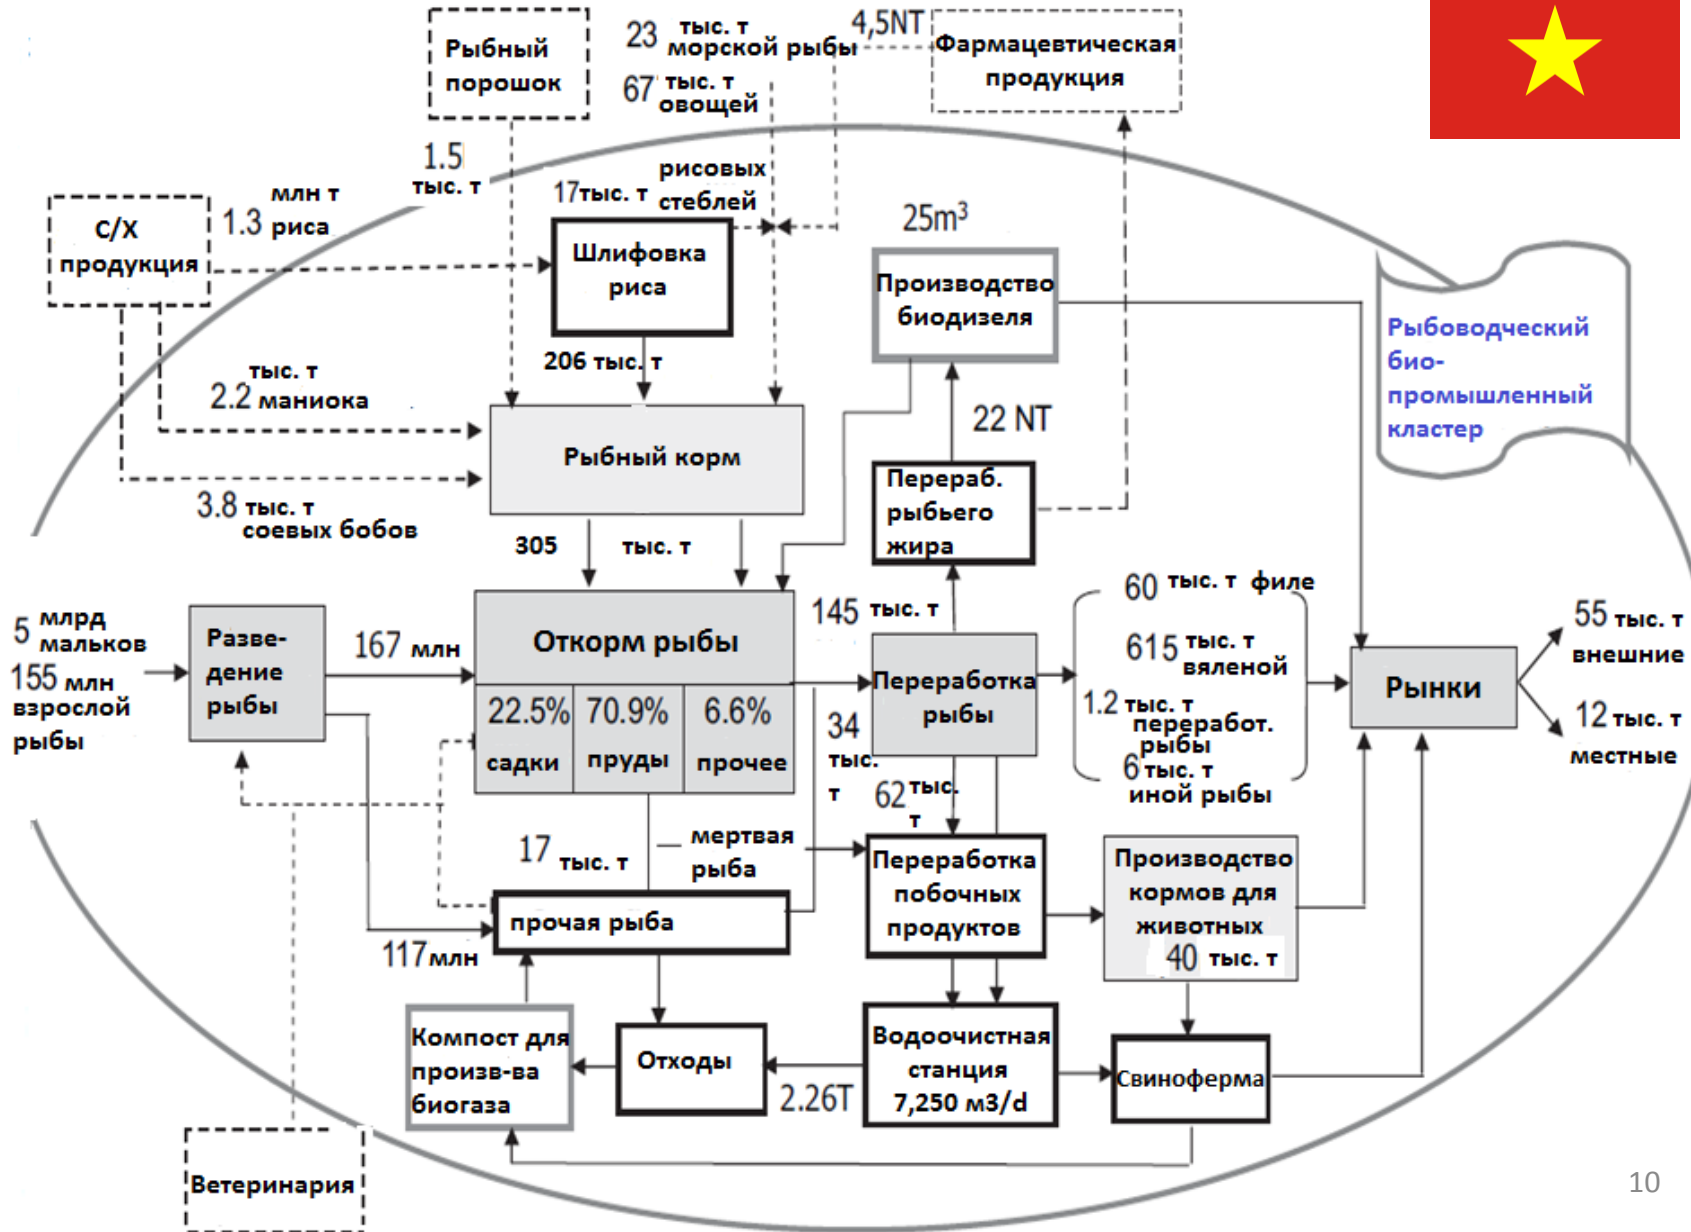 Рыбный
порошок
23 тыс. т
морской рыбы
67 тыс. т
овощей
4,5NT
Фармацевтическая
продукция
1.5
тыс. т
С/Х
продукция
1.3 млн т
риса
17тыс. т
рисовых
стеблей
Шлифовка
риса
206 тыс. т
25m³
Производство
биодизеля
Рыбоводческий
био-
промышленный
кластер
тыс. т
2.2 маниока
Рыбный корм
22 NT
Перераб.
рыбьего
жира
3.8 тыс. т
соевых бобов
305 тыс. т
5 млрд
мальков
155 млн
взрослой
рыбы
Разве-
дение
рыбы
167 млн
Откорм рыбы
22.5% 70.9% 6.6%
садки пруды прочее
145 тыс. т
Переработка
рыбы
34
тыс.
т
62 тыс.
т
60 тыс. т филе
615 тыс. т
вяленой
1.2 тыс. т
переработ.
рыбы
6 тыс. т
иной рыбы
Рынки
55 тыс. т
внешние
12 тыс. т
местные
17 тыс. т
мертвая
рыба
прочая рыба
117млн
Переработка
побочных
продуктов
Производство
кормов для
животных
40 тыс. т
Компост для
произв-ва
биогаза
Отходы
2.26T
Водоочистная
станция
7,250 м3/d
Свиноферма
Ветеринария
10